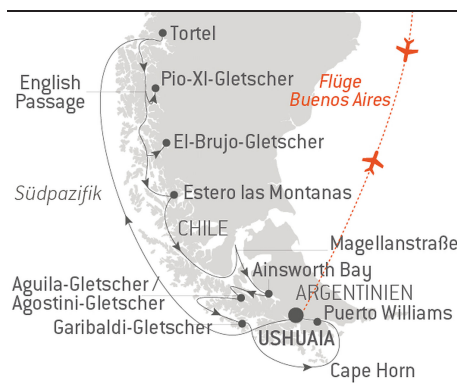 Tortel
English
Passage
Pio-XI-Gletscher
Flüge
Buenos Aires
El-Brujo-Gletscher
Südpazifik
Estero las Montanas
CHILE
Magellanstraße
Ainsworth Bay
Aguila-Gletscher /
Agostini-Gletscher
ARGENTINIEN
Garibaldi-Gletscher
Puerto Williams
USHUAIA
Cape Horn